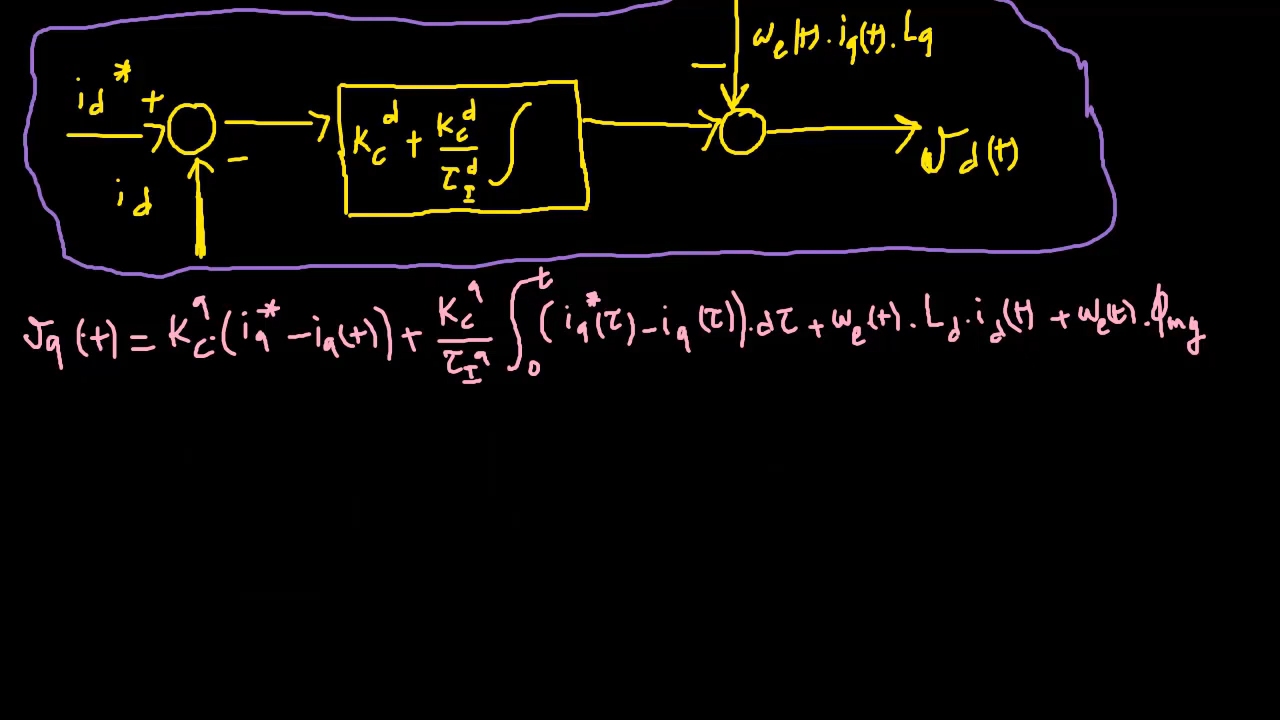 ωe(t)·iq(t)·Lq
id* +
Kc^d + Kc^d/τI^d ∫
−
vd(t)
id −
vq(t) = Kc^q·(iq* − iq(t)) + Kc^q/τI^q ∫₀^t (iq*(τ) − iq(τ))·dτ + ωe(t)·Ld·id(t) + ωe(t)·Φmg